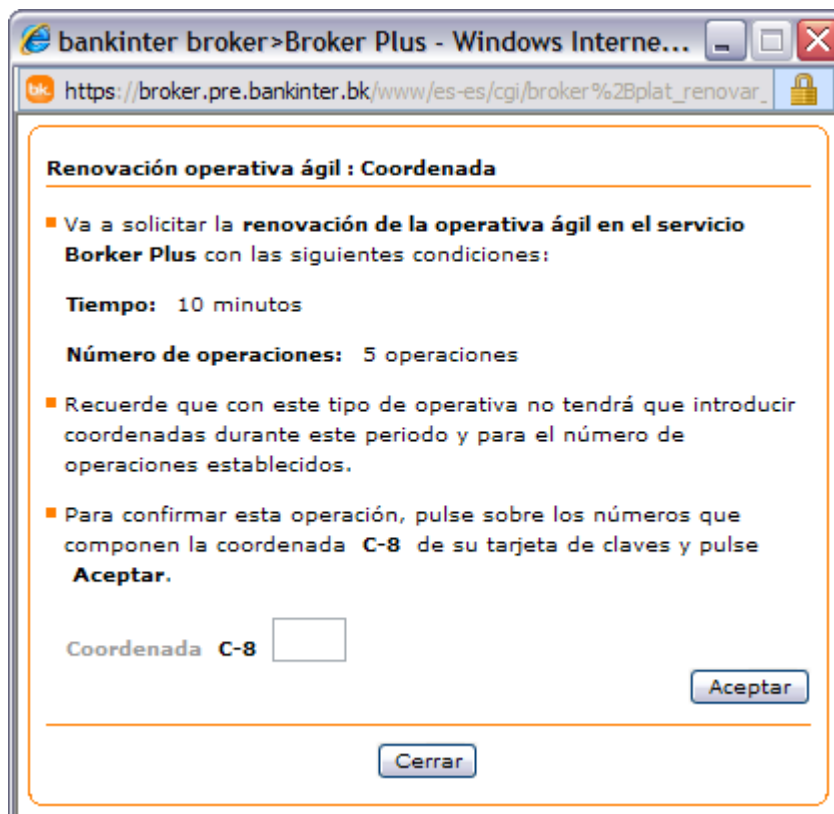 bankinter broker>Broker Plus - Windows Interne...
bk. https://broker.pre.bankinter.bk/www/es-es/cgi/broker%2Bplat_renovar_
Renovación operativa ágil : Coordenada
Va a solicitar la renovación de la operativa ágil en el servicio
Borker Plus con las siguientes condiciones:
Tiempo: 10 minutos
Número de operaciones: 5 operaciones
Recuerde que con este tipo de operativa no tendrá que introducir
coordenadas durante este periodo y para el número de
operaciones establecidos.
Para confirmar esta operación, pulse sobre los números que
componen la coordenada C-8 de su tarjeta de claves y pulse
Aceptar.
Coordenada C-8
Aceptar
Cerrar